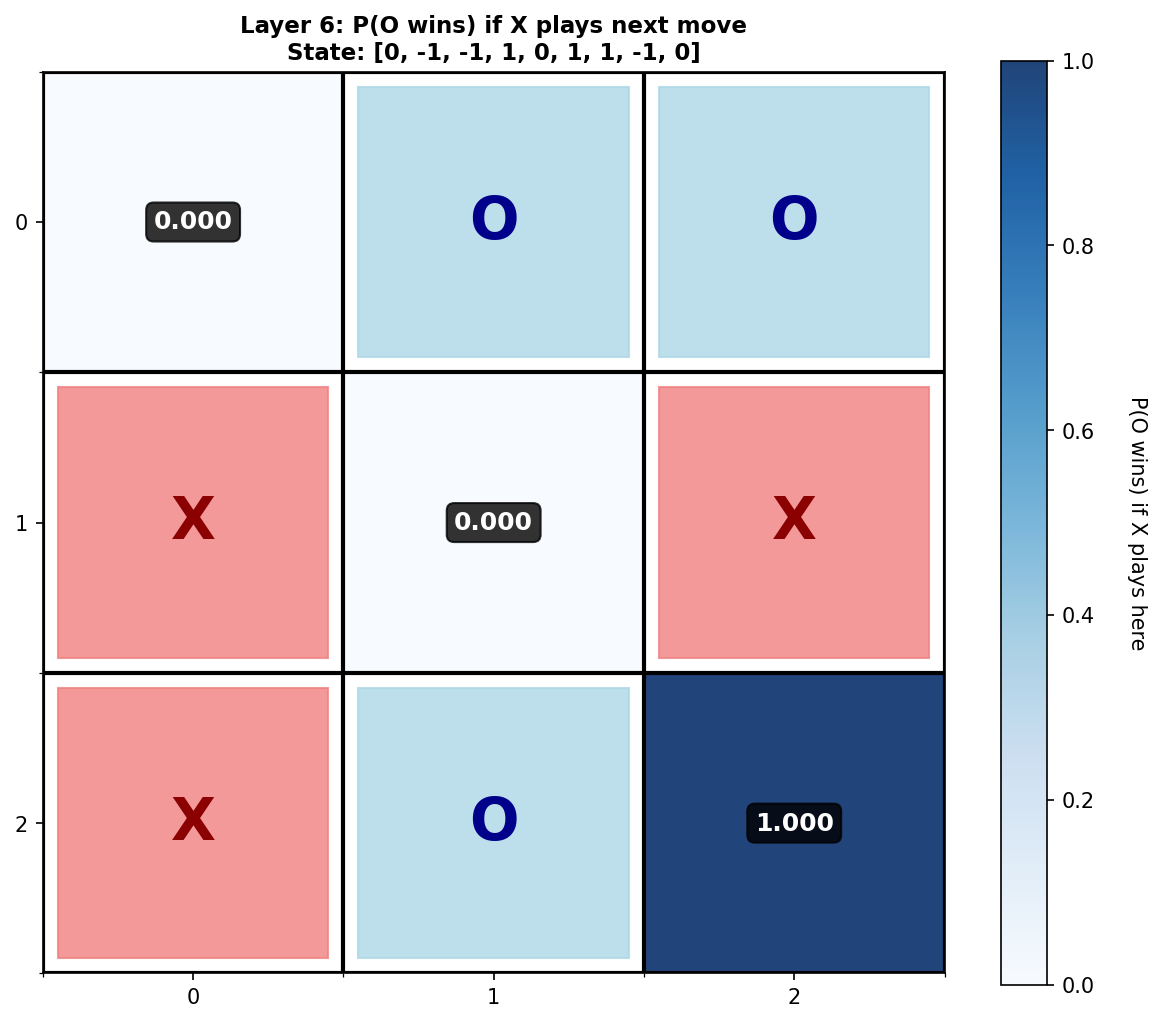 Layer 6: P(O wins) if X plays next move
State: [0, -1, -1, 1, 0, 1, 1, -1, 0]
0
0.000
O
O
1
X
0.000
X
2
X
O
1.000
0
1
2
1.0
0.8
0.6
0.4
0.2
0.0
P(O wins) if X plays here